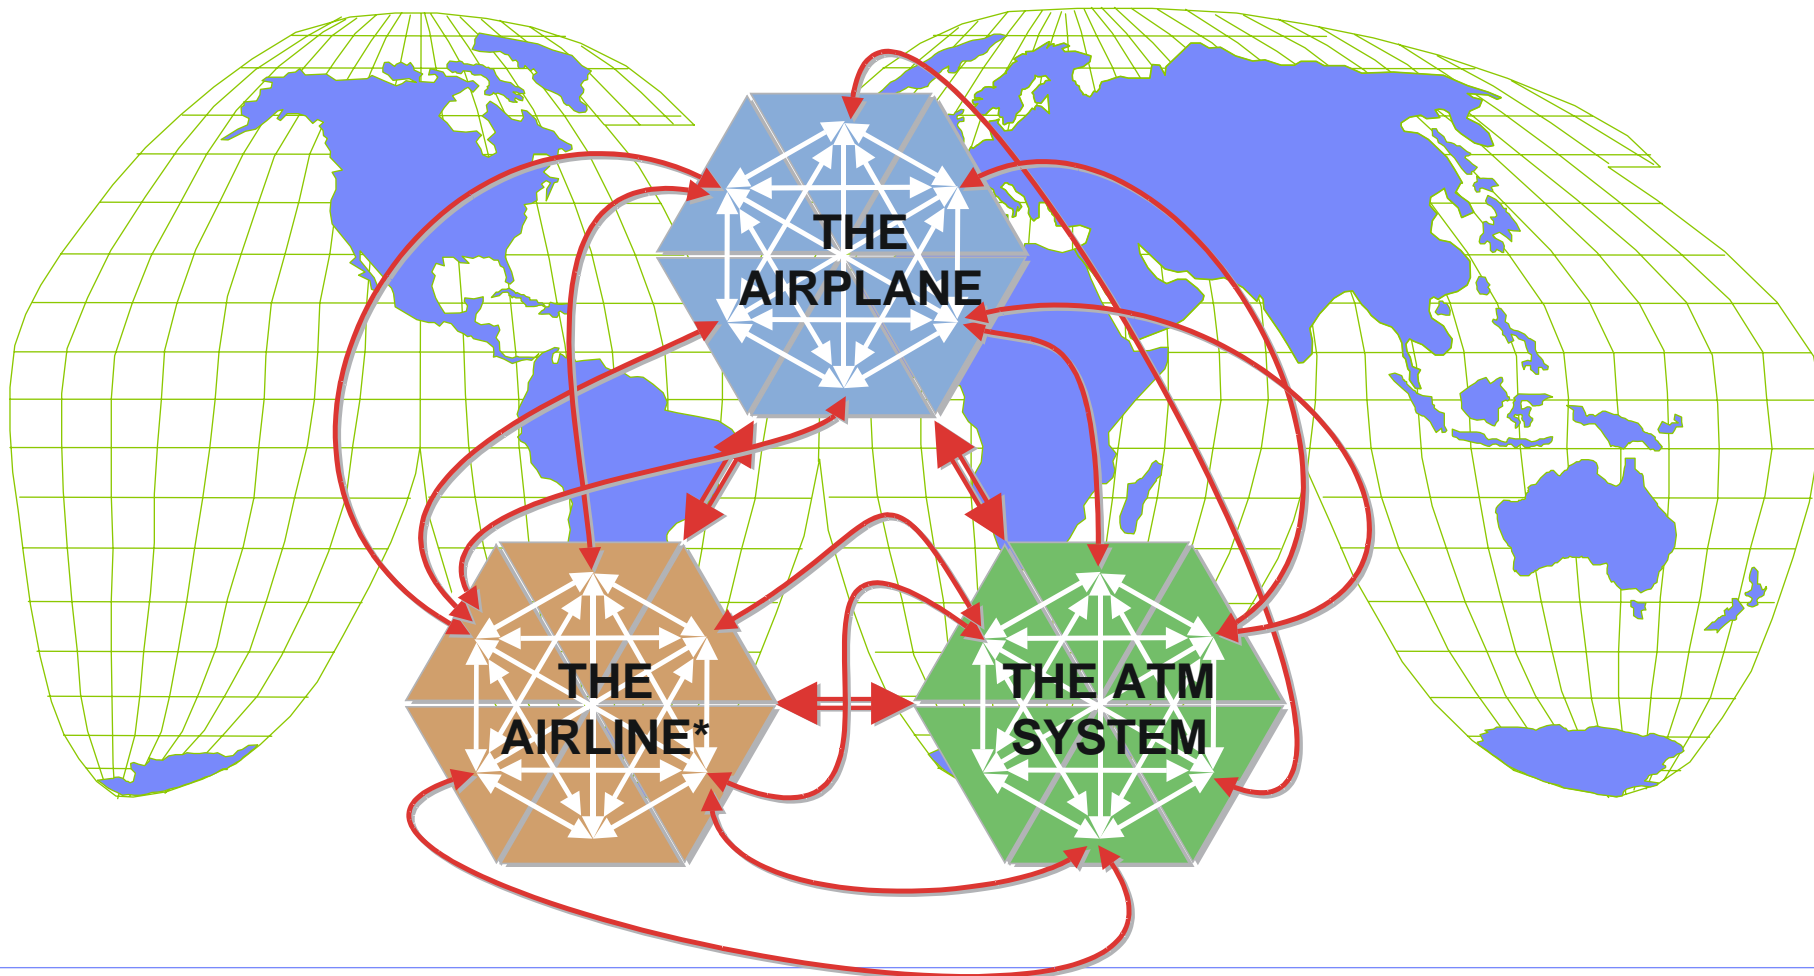 THE
AIRPLANE
THE
AIRLINE*
THE ATM
SYSTEM